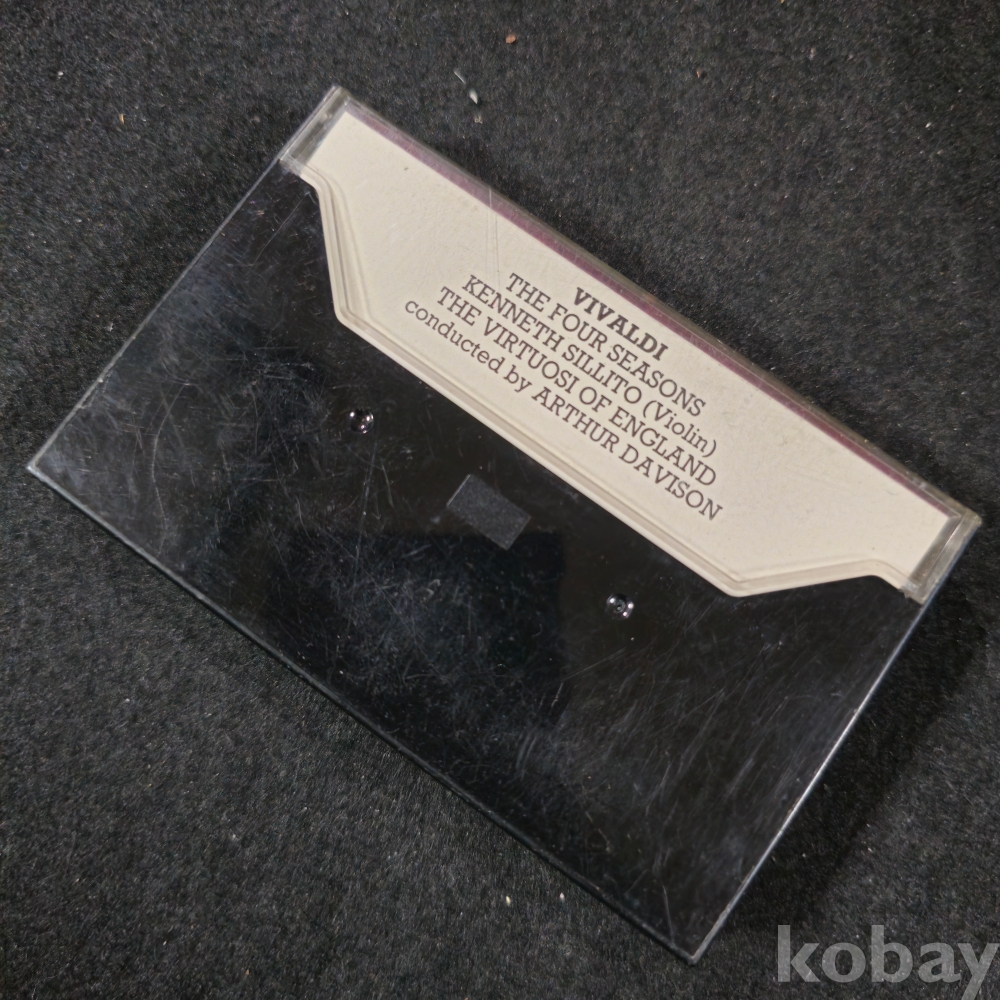 VIVALDI
THE FOUR SEASONS
KENNETH SILLITO (Violin)
THE VIRTUOSI OF ENGLAND
conducted by ARTHUR DAVISON
kobay